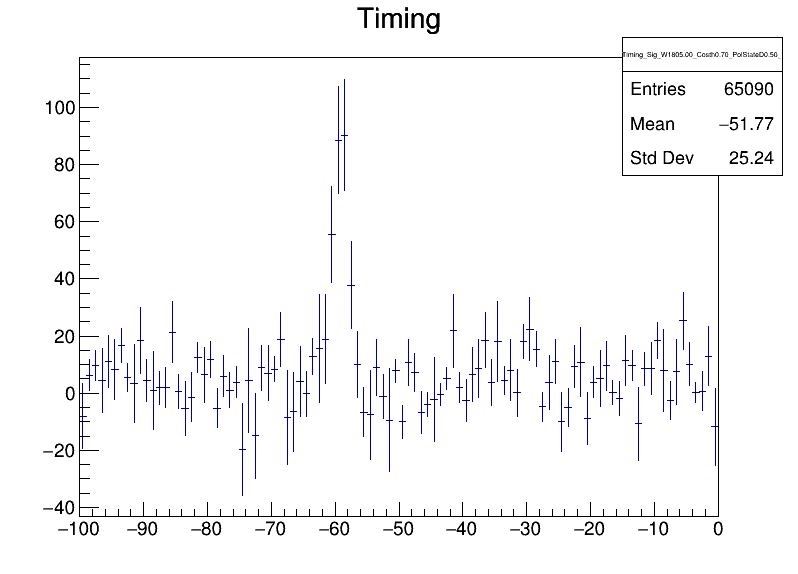 Timing
Timing_Sig_W1805.00_Costh0.70_PolStateD0.50_
Entries 65090
Mean −51.77
Std Dev 25.24
100
80
60
40
20
0
−20
−40
−100 −90 −80 −70 −60 −50 −40 −30 −20 −10 0